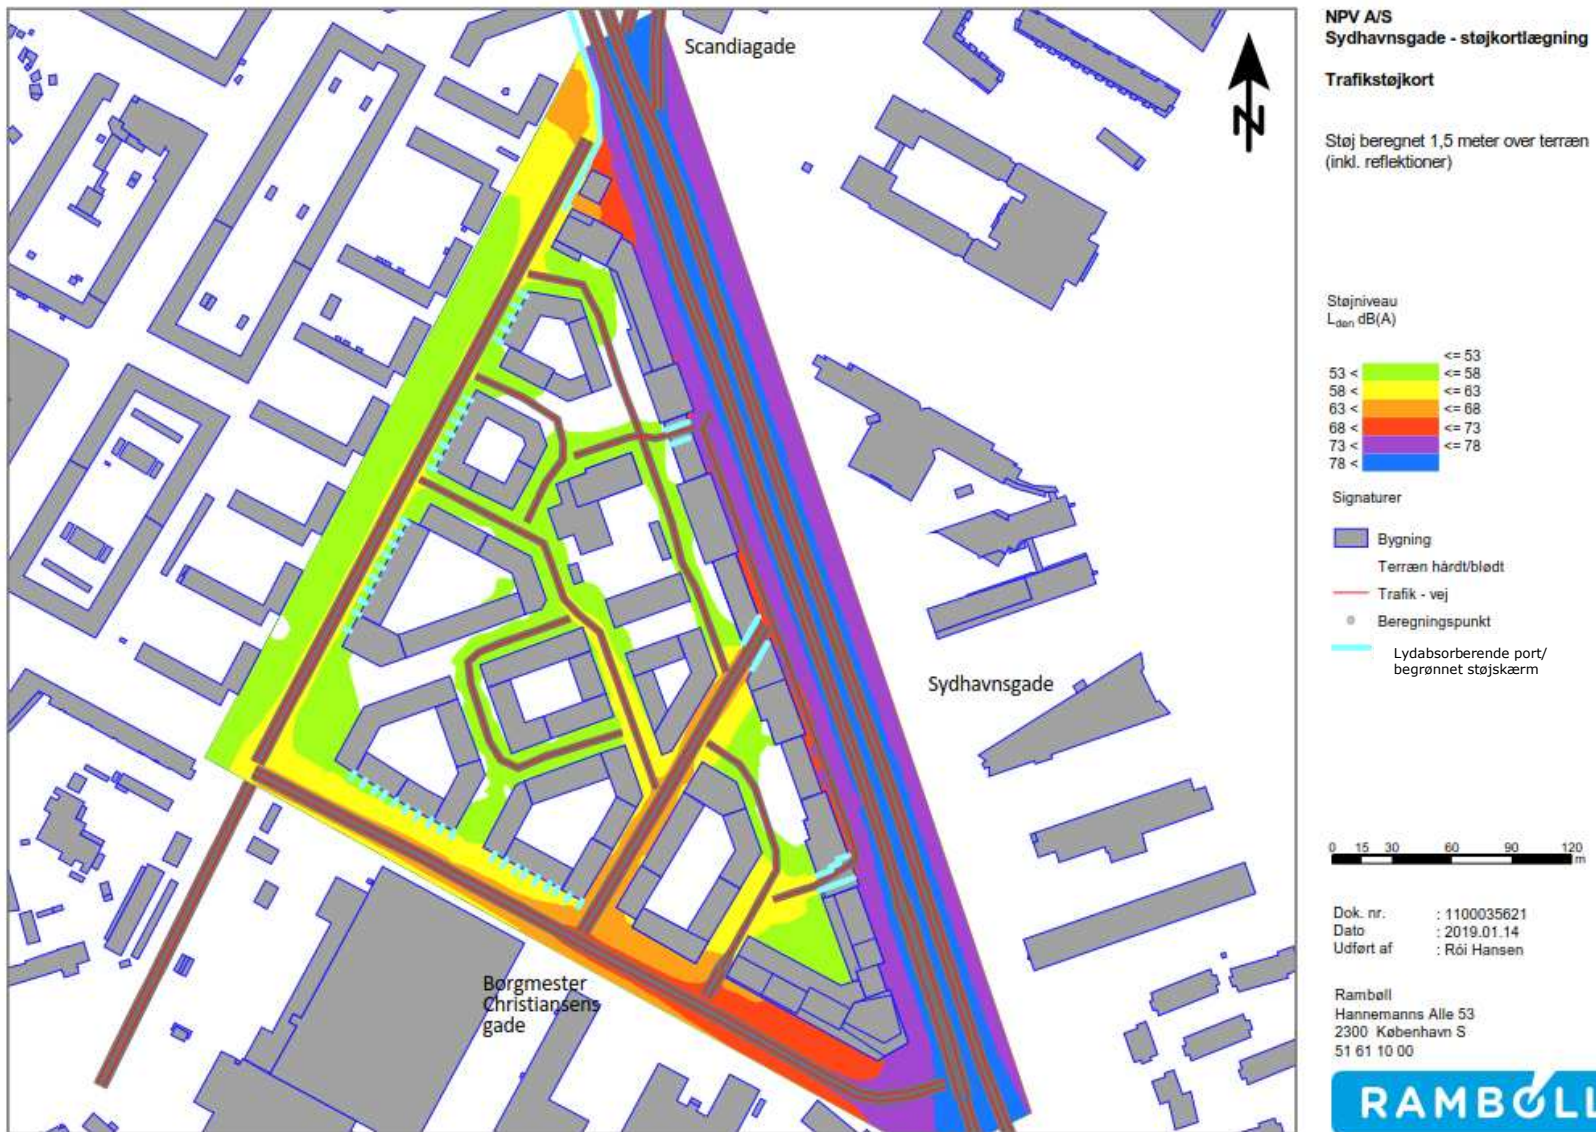 NPV A/S
Sydhavnsgade - støjkortlægning
Trafikstøjkort
Støj beregnet 1,5 meter over terræn
(inkl. reflektioner)
Scandiagade
N
Støjniveau
Lden dB(A)
<= 53
53 < <= 58
58 < <= 63
63 < <= 68
68 < <= 73
73 < <= 78
78 <
Signaturer
Bygning
Terræn hårdt/blødt
Trafik - vej
Beregningspunkt
Lydabsorberende port/
begrønnet støjskærm
Sydhavnsgade
0 15 30 60 90 120
m
Dok. nr. : 1100035621
Dato : 2019.01.14
Udført af : Rói Hansen
Borgmester
Christiansens
gade
Rambøll
Hannemanns Alle 53
2300 København S
51 61 10 00
RAMBOLL